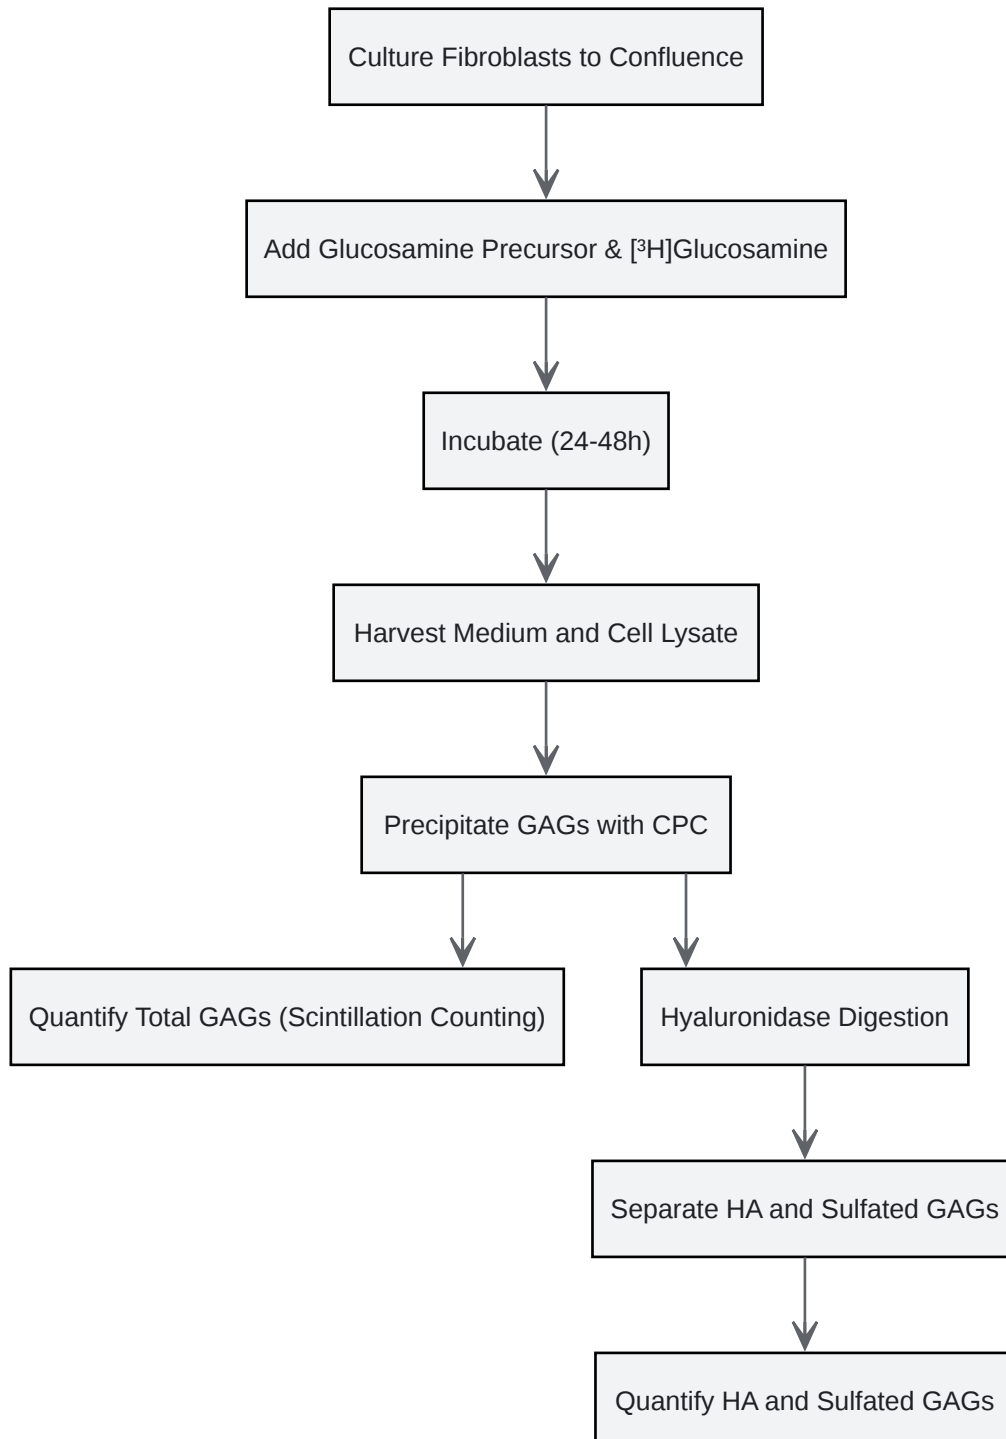 Culture Fibroblasts to Confluence
Add Glucosamine Precursor & [³H]Glucosamine
Incubate (24-48h)
Harvest Medium and Cell Lysate
Precipitate GAGs with CPC
Quantify Total GAGs (Scintillation Counting)
Hyaluronidase Digestion
Separate HA and Sulfated GAGs
Quantify HA and Sulfated GAGs